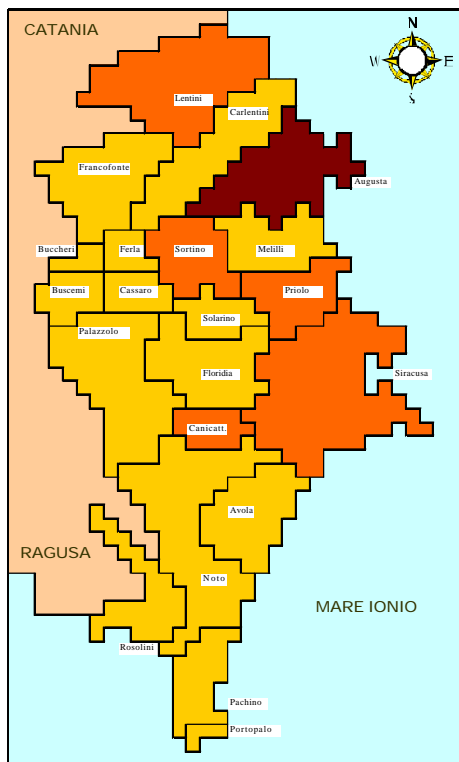 CATANIA
N
W E
S
Lentini
Carlentini
Francofonte
Augusta
Buccheri
Ferla
Sortino
Melilli
Buscemi
Cassaro
Priolo
Solarino
Palazzolo
Floridia
Siracusa
Canicatt.
Avola
RAGUSA
Noto
MARE IONIO
Rosolini
Pachino
Portopalo